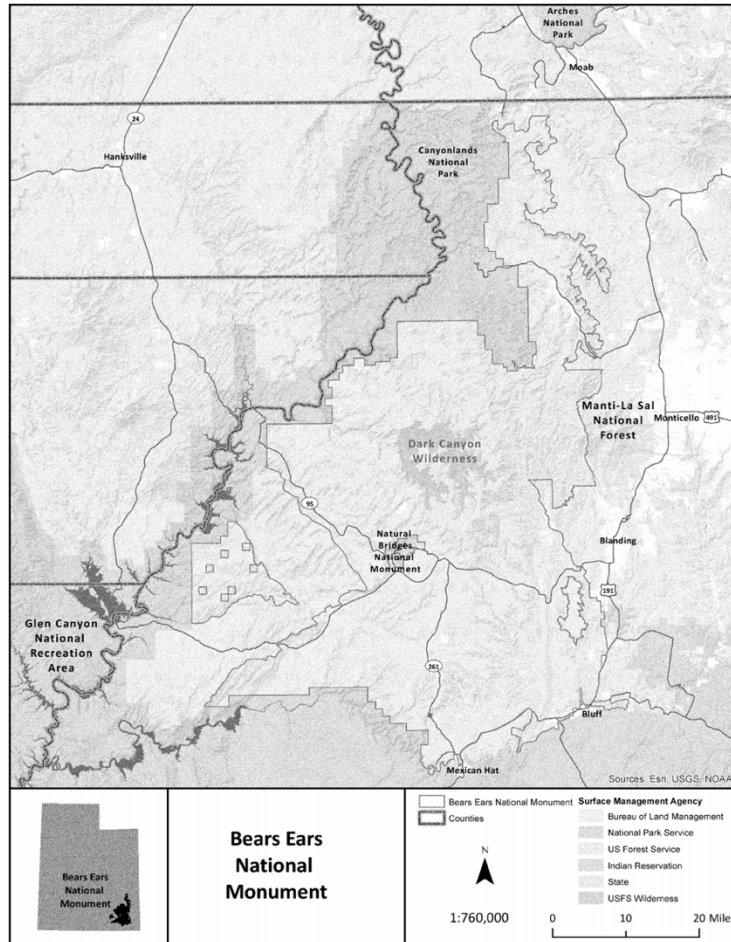 Arches
National
Park
Moab
24
Hanksville
Canyonlands
National
Park
Manti-La Sal
National
Forest
Monticello
491
Dark Canyon
Wilderness
95
Natural
Bridges
National
Monument
Blanding
191
Glen Canyon
National
Recreation
Area
261
Bluff
Mexican Hat
Sources: Esri, USGS, NOAA
Bears Ears
National
Monument
Bears Ears
National
Monument
Bears Ears National Monument
Counties
N
1:760,000
Surface Management Agency
Bureau of Land Management
National Park Service
US Forest Service
Indian Reservation
State
USFS Wilderness
0 10 20 Miles